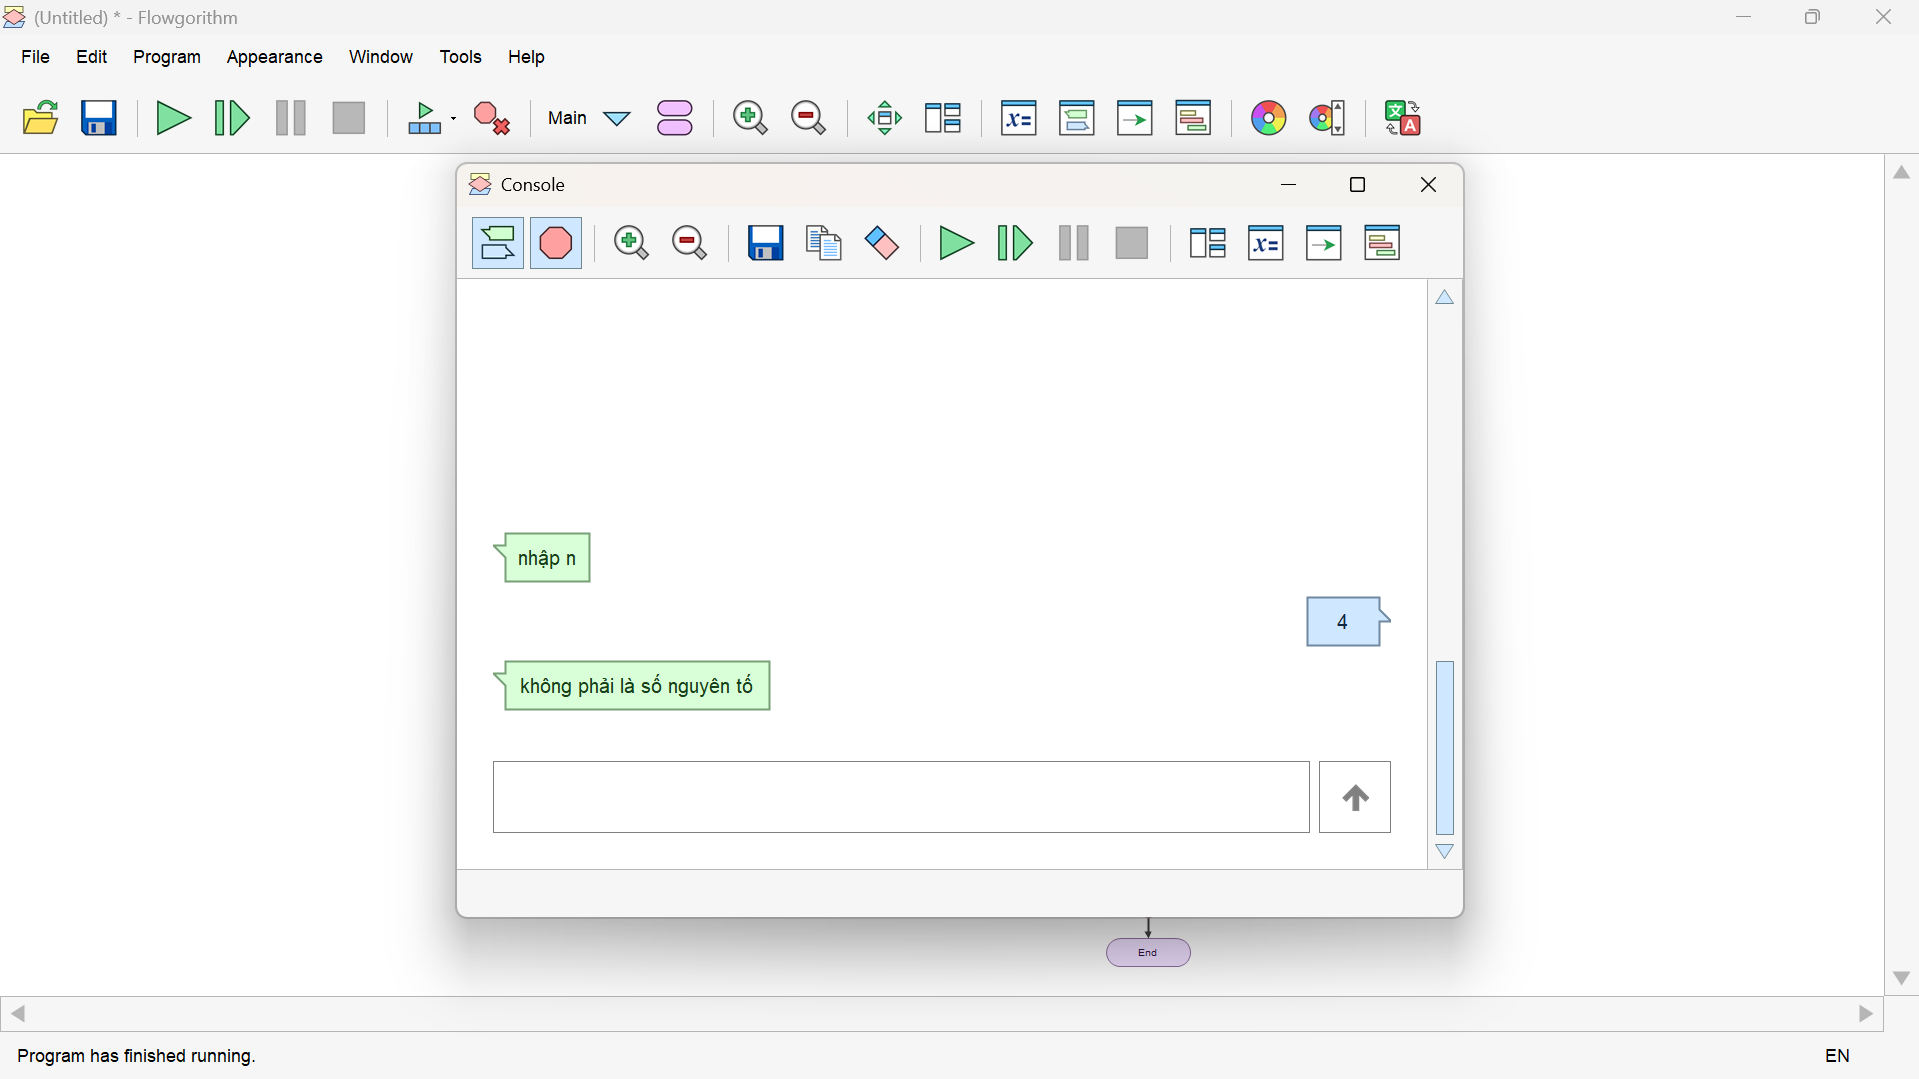 (Untitled) * - Flowgorithm
File Edit Program Appearance Window Tools Help
Main
Console
nhập n
4
không phải là số nguyên tố
End
Program has finished running.
EN